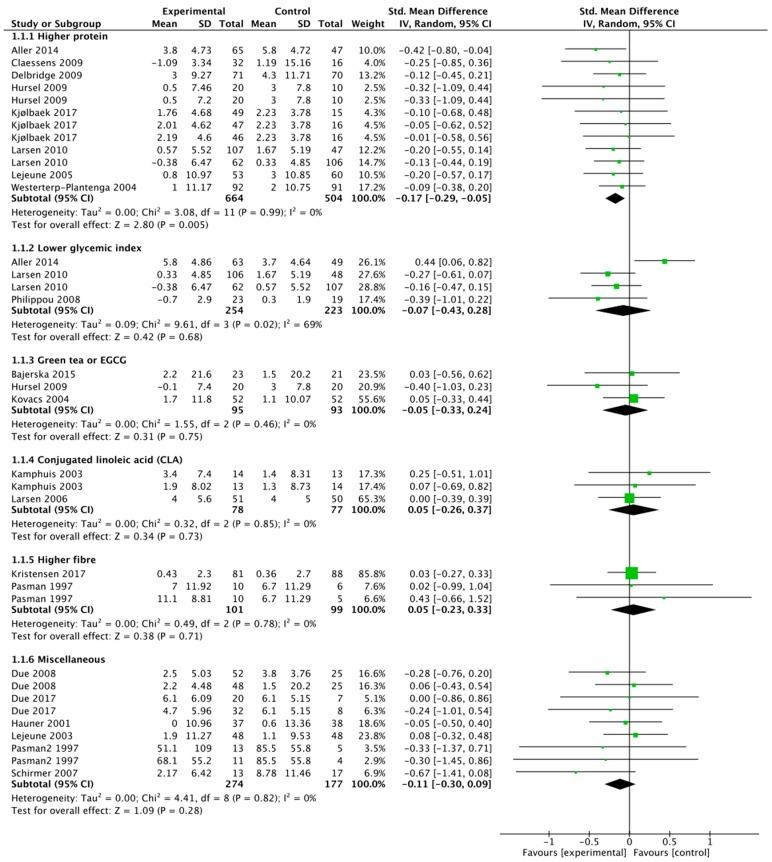 Experimental Control Std. Mean Difference Std. Mean Difference
Study or Subgroup Mean SD Total Mean SD Total Weight IV, Random, 95% CI IV, Random, 95% CI
1.1.1 Higher protein
Aller 2014 3.8 4.73 65 5.8 4.72 47 10.0% −0.42 [−0.80, −0.04]
Claessens 2009 −1.09 3.34 32 1.19 15.16 16 4.0% −0.25 [−0.85, 0.36]
Delbridge 2009 3 9.27 71 4.3 11.71 70 13.2% −0.12 [−0.45, 0.21]
Hursel 2009 0.5 7.46 20 3 7.8 10 2.5% −0.32 [−1.09, 0.44]
Hursel 2009 0.5 7.2 20 3 7.8 10 2.5% −0.33 [−1.09, 0.44]
Kjølbaek 2017 1.76 4.68 49 2.23 3.78 15 4.3% −0.10 [−0.68, 0.48]
Kjølbaek 2017 2.01 4.62 47 2.23 3.78 16 4.5% −0.05 [−0.62, 0.52]
Kjølbaek 2017 2.19 4.6 46 2.23 3.78 16 4.4% −0.01 [−0.58, 0.56]
Larsen 2010 0.57 5.52 107 1.67 5.19 47 12.2% −0.20 [−0.55, 0.14]
Larsen 2010 −0.38 6.47 62 0.33 4.85 106 14.6% −0.13 [−0.44, 0.19]
Lejeune 2005 0.8 10.97 53 3 10.85 60 10.5% −0.20 [−0.57, 0.17]
Westerterp-Plantenga 2004 1 11.17 92 2 10.75 91 17.2% −0.09 [−0.38, 0.20]
Subtotal (95% CI) 664 504 100.0% −0.17 [−0.29, −0.05]
Heterogeneity: Tau² = 0.00; Chi² = 3.08, df = 11 (P = 0.99); I² = 0%
Test for overall effect: Z = 2.80 (P = 0.005)
1.1.2 Lower glycemic index
Aller 2014 5.8 4.86 63 3.7 4.64 49 26.1% 0.44 [0.06, 0.82]
Larsen 2010 0.33 4.85 106 1.67 5.19 48 27.6% −0.27 [−0.61, 0.07]
Larsen 2010 −0.38 6.47 62 0.57 5.52 107 28.8% −0.16 [−0.47, 0.15]
Philippou 2008 −0.7 2.9 23 0.3 1.9 19 17.4% −0.39 [−1.01, 0.22]
Subtotal (95% CI) 254 223 100.0% −0.07 [−0.43, 0.28]
Heterogeneity: Tau² = 0.09; Chi² = 9.61, df = 3 (P = 0.02); I² = 69%
Test for overall effect: Z = 0.42 (P = 0.68)
1.1.3 Green tea or EGCG
Bajerska 2015 2.2 21.6 23 1.5 20.2 21 23.5% 0.03 [−0.56, 0.62]
Hursel 2009 −0.1 7.4 20 3 7.8 20 20.9% −0.40 [−1.03, 0.23]
Kovacs 2004 1.7 11.8 52 1.1 10.07 52 55.6% 0.05 [−0.33, 0.44]
Subtotal (95% CI) 95 93 100.0% −0.05 [−0.33, 0.24]
Heterogeneity: Tau² = 0.00; Chi² = 1.55, df = 2 (P = 0.46); I² = 0%
Test for overall effect: Z = 0.31 (P = 0.75)
1.1.4 Conjugated linoleic acid (CLA)
Kamphuis 2003 3.4 7.4 14 1.4 8.31 13 17.3% 0.25 [−0.51, 1.01]
Kamphuis 2003 1.9 8.02 13 1.3 8.73 14 17.4% 0.07 [−0.69, 0.82]
Larsen 2006 4 5.6 51 4 5 50 65.3% 0.00 [−0.39, 0.39]
Subtotal (95% CI) 78 77 100.0% 0.05 [−0.26, 0.37]
Heterogeneity: Tau² = 0.00; Chi² = 0.32, df = 2 (P = 0.85); I² = 0%
Test for overall effect: Z = 0.34 (P = 0.73)
1.1.5 Higher fibre
Kristensen 2017 0.43 2.3 81 0.36 2.7 88 85.8% 0.03 [−0.27, 0.33]
Pasman 1997 7 11.92 10 6.7 11.29 6 7.6% 0.02 [−0.99, 1.04]
Pasman 1997 11.1 8.81 10 6.7 11.29 5 6.6% 0.43 [−0.66, 1.52]
Subtotal (95% CI) 101 99 100.0% 0.05 [−0.23, 0.33]
Heterogeneity: Tau² = 0.00; Chi² = 0.49, df = 2 (P = 0.78); I² = 0%
Test for overall effect: Z = 0.38 (P = 0.71)
1.1.6 Miscellaneous
Due 2008 2.5 5.03 52 3.8 3.76 25 16.6% −0.28 [−0.76, 0.20]
Due 2008 2.2 4.48 48 1.5 20.2 25 16.3% 0.06 [−0.43, 0.54]
Due 2017 6.1 6.09 20 6.1 5.15 7 5.1% 0.00 [−0.86, 0.86]
Due 2017 4.7 5.96 32 6.1 5.15 8 6.3% −0.24 [−1.01, 0.54]
Hauner 2001 0 10.96 37 0.6 13.36 38 18.6% −0.05 [−0.50, 0.40]
Lejeune 2003 1.9 11.27 48 1.1 9.53 48 23.8% 0.08 [−0.32, 0.48]
Pasman2 1997 51.1 109 13 85.5 55.8 5 3.5% −0.33 [−1.37, 0.71]
Pasman2 1997 68.1 55.2 11 85.5 55.8 4 2.9% −0.30 [−1.45, 0.86]
Schirmer 2007 2.17 6.42 13 8.78 11.46 17 6.9% −0.67 [−1.41, 0.08]
Subtotal (95% CI) 274 177 100.0% −0.11 [−0.30, 0.09]
Heterogeneity: Tau² = 0.00; Chi² = 4.41, df = 8 (P = 0.82); I² = 0%
Test for overall effect: Z = 1.09 (P = 0.28)
−1 −0.5 0 0.5 1
Favours [experimental] Favours [control]